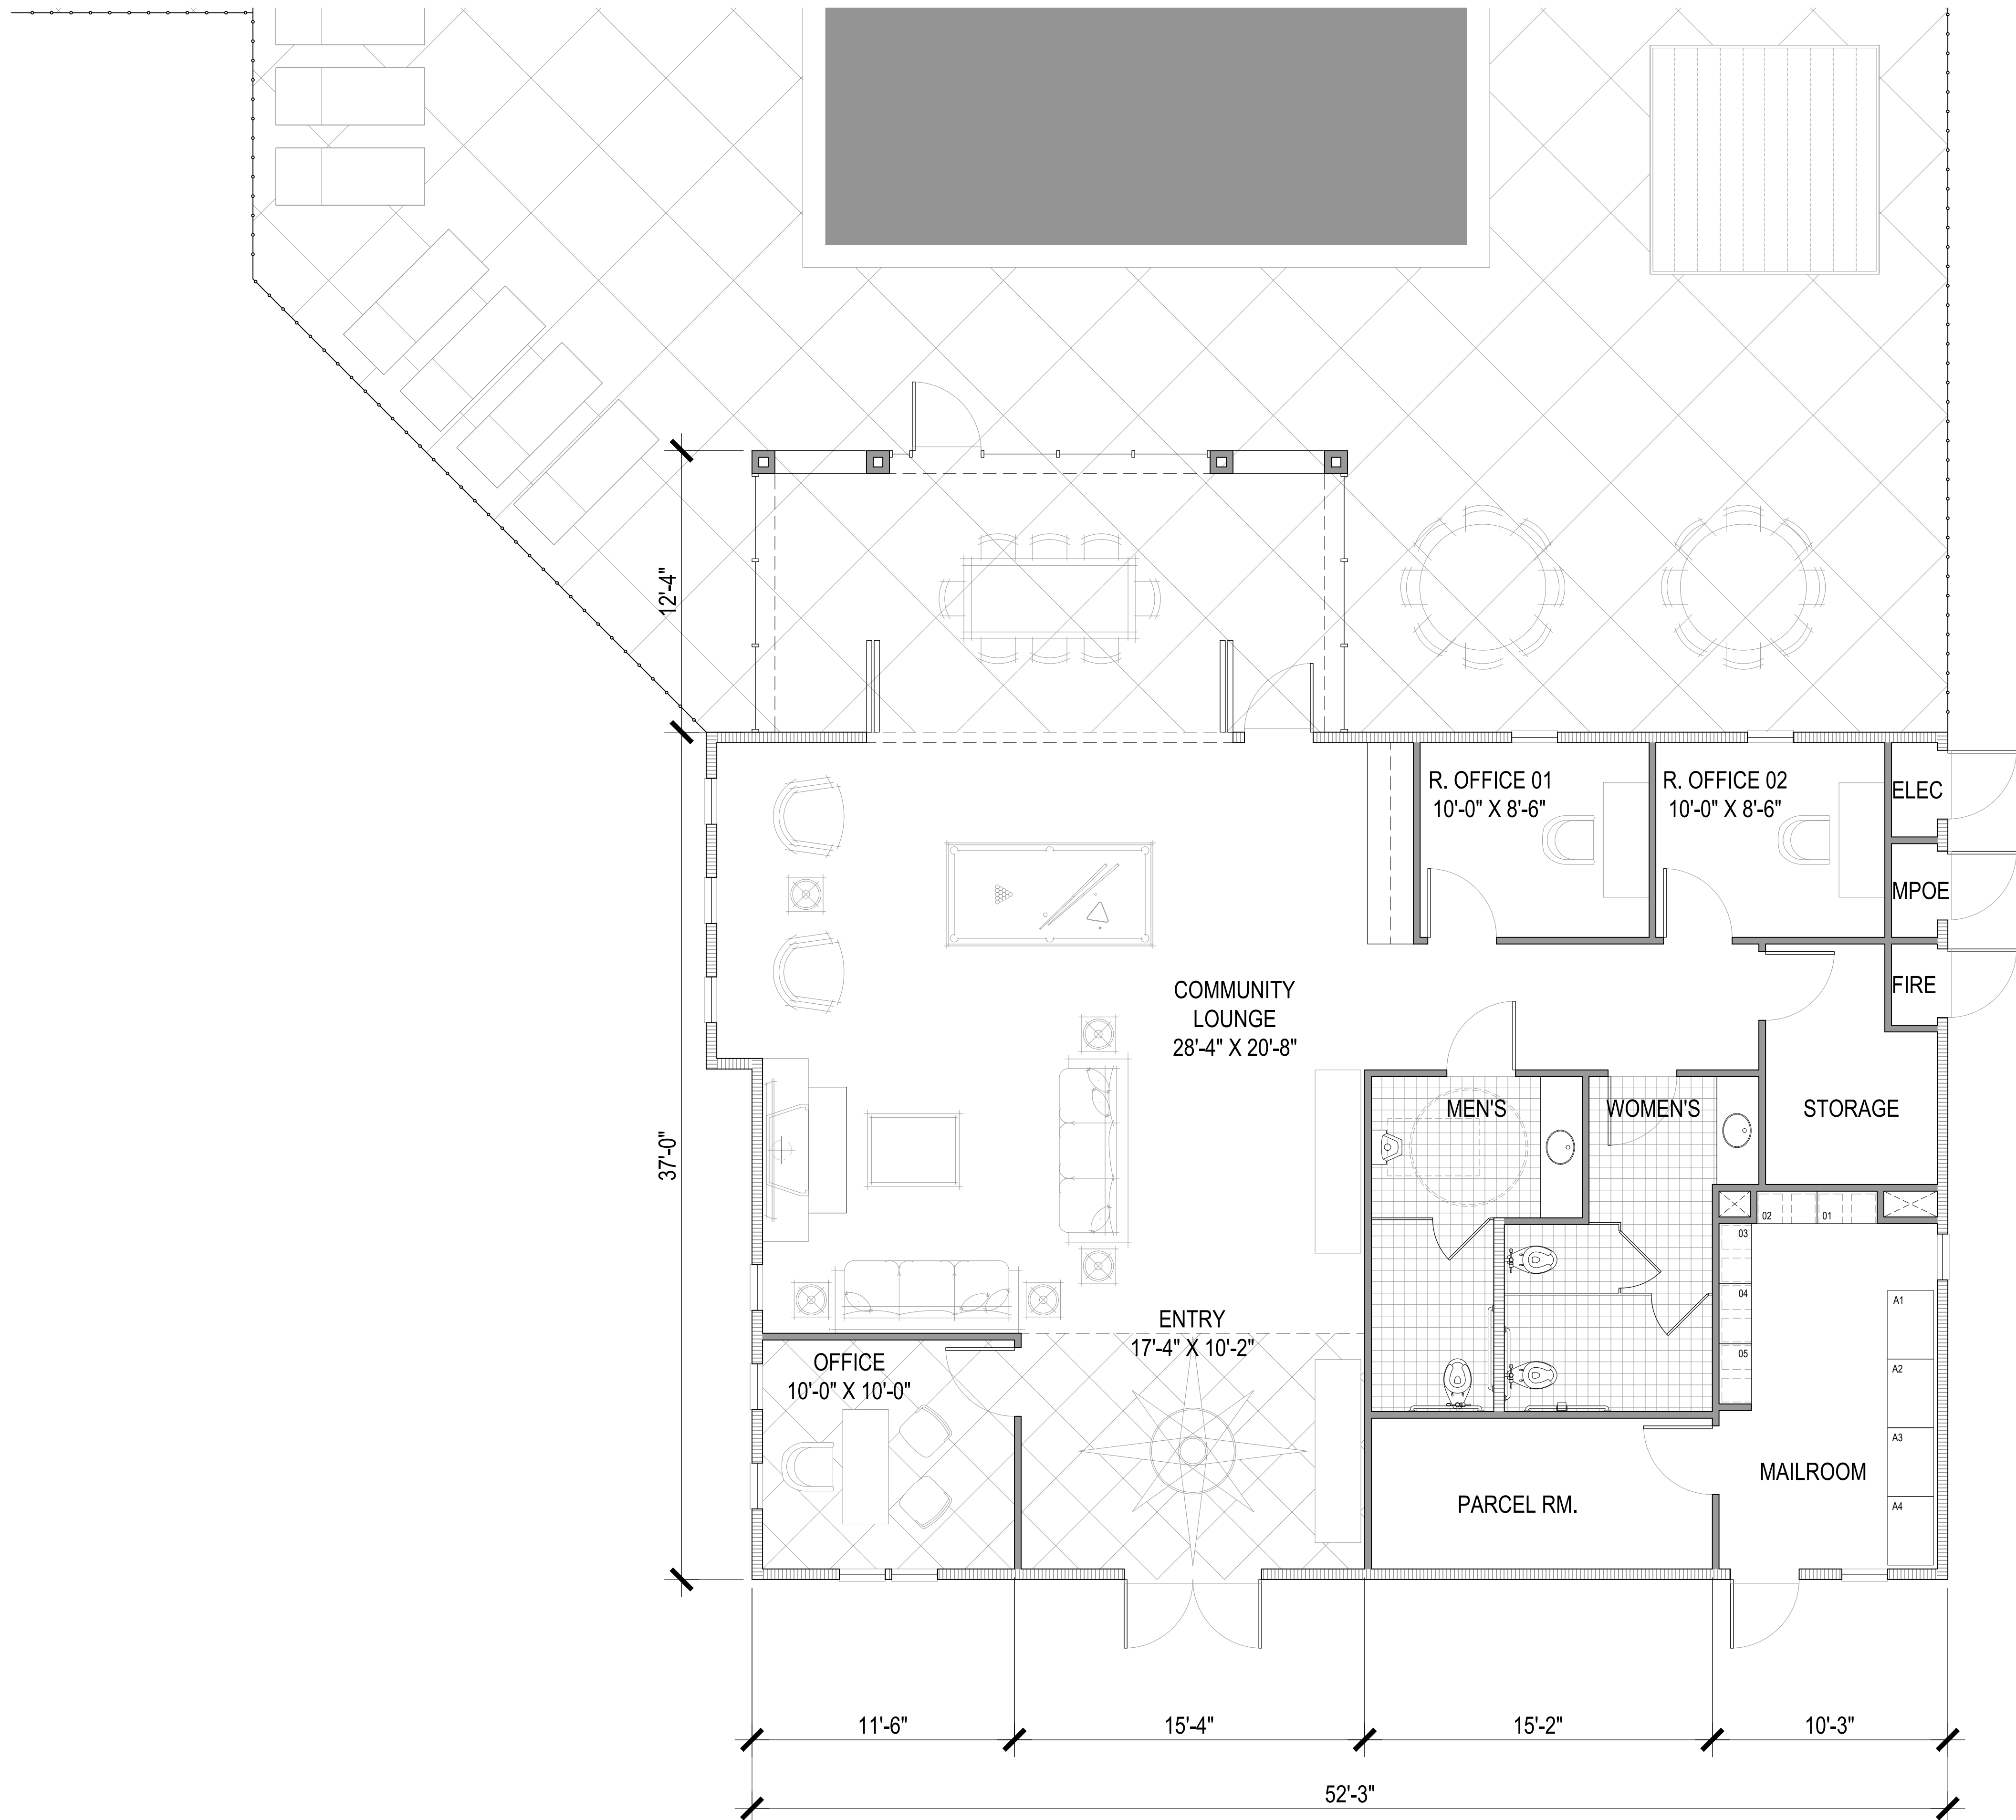 12'-4"
R. OFFICE 01
10'-0" X 8'-6"
R. OFFICE 02
10'-0" X 8'-6"
ELEC
MPOE
FIRE
COMMUNITY
LOUNGE
28'-4" X 20'-8"
37'-0"
MEN'S
WOMEN'S
STORAGE
02
01
03
04
05
A1
A2
A3
A4
ENTRY
17'-4" X 10'-2"
OFFICE
10'-0" X 10'-0"
MAILROOM
PARCEL RM.
11'-6"
15'-4"
15'-2"
10'-3"
52'-3"